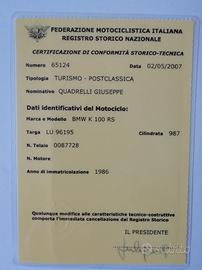 FEDERAZIONE MOTOCICLISTICA ITALIANA
REGISTRO STORICO NAZIONALE
CERTIFICAZIONE DI CONFORMITÀ STORICO-TECNICA
Numero 65124 Data 02/05/2007
Tipologia TURISMO - POSTCLASSICA
Nominativo QUADRELLI GIUSEPPE
Dati identificativi del Motociclo:
Marca e Modello BMW K 100 RS
Targa LU 96195 Cilindrata 987
N. Telaio 0087728
N. Motore
Anno di immatricolazione 1986
Qualunque modifica alle caratteristiche tecnico-costruttive
comporta l'immediata cancellazione dal Registro Storico
IL PRESIDENTE